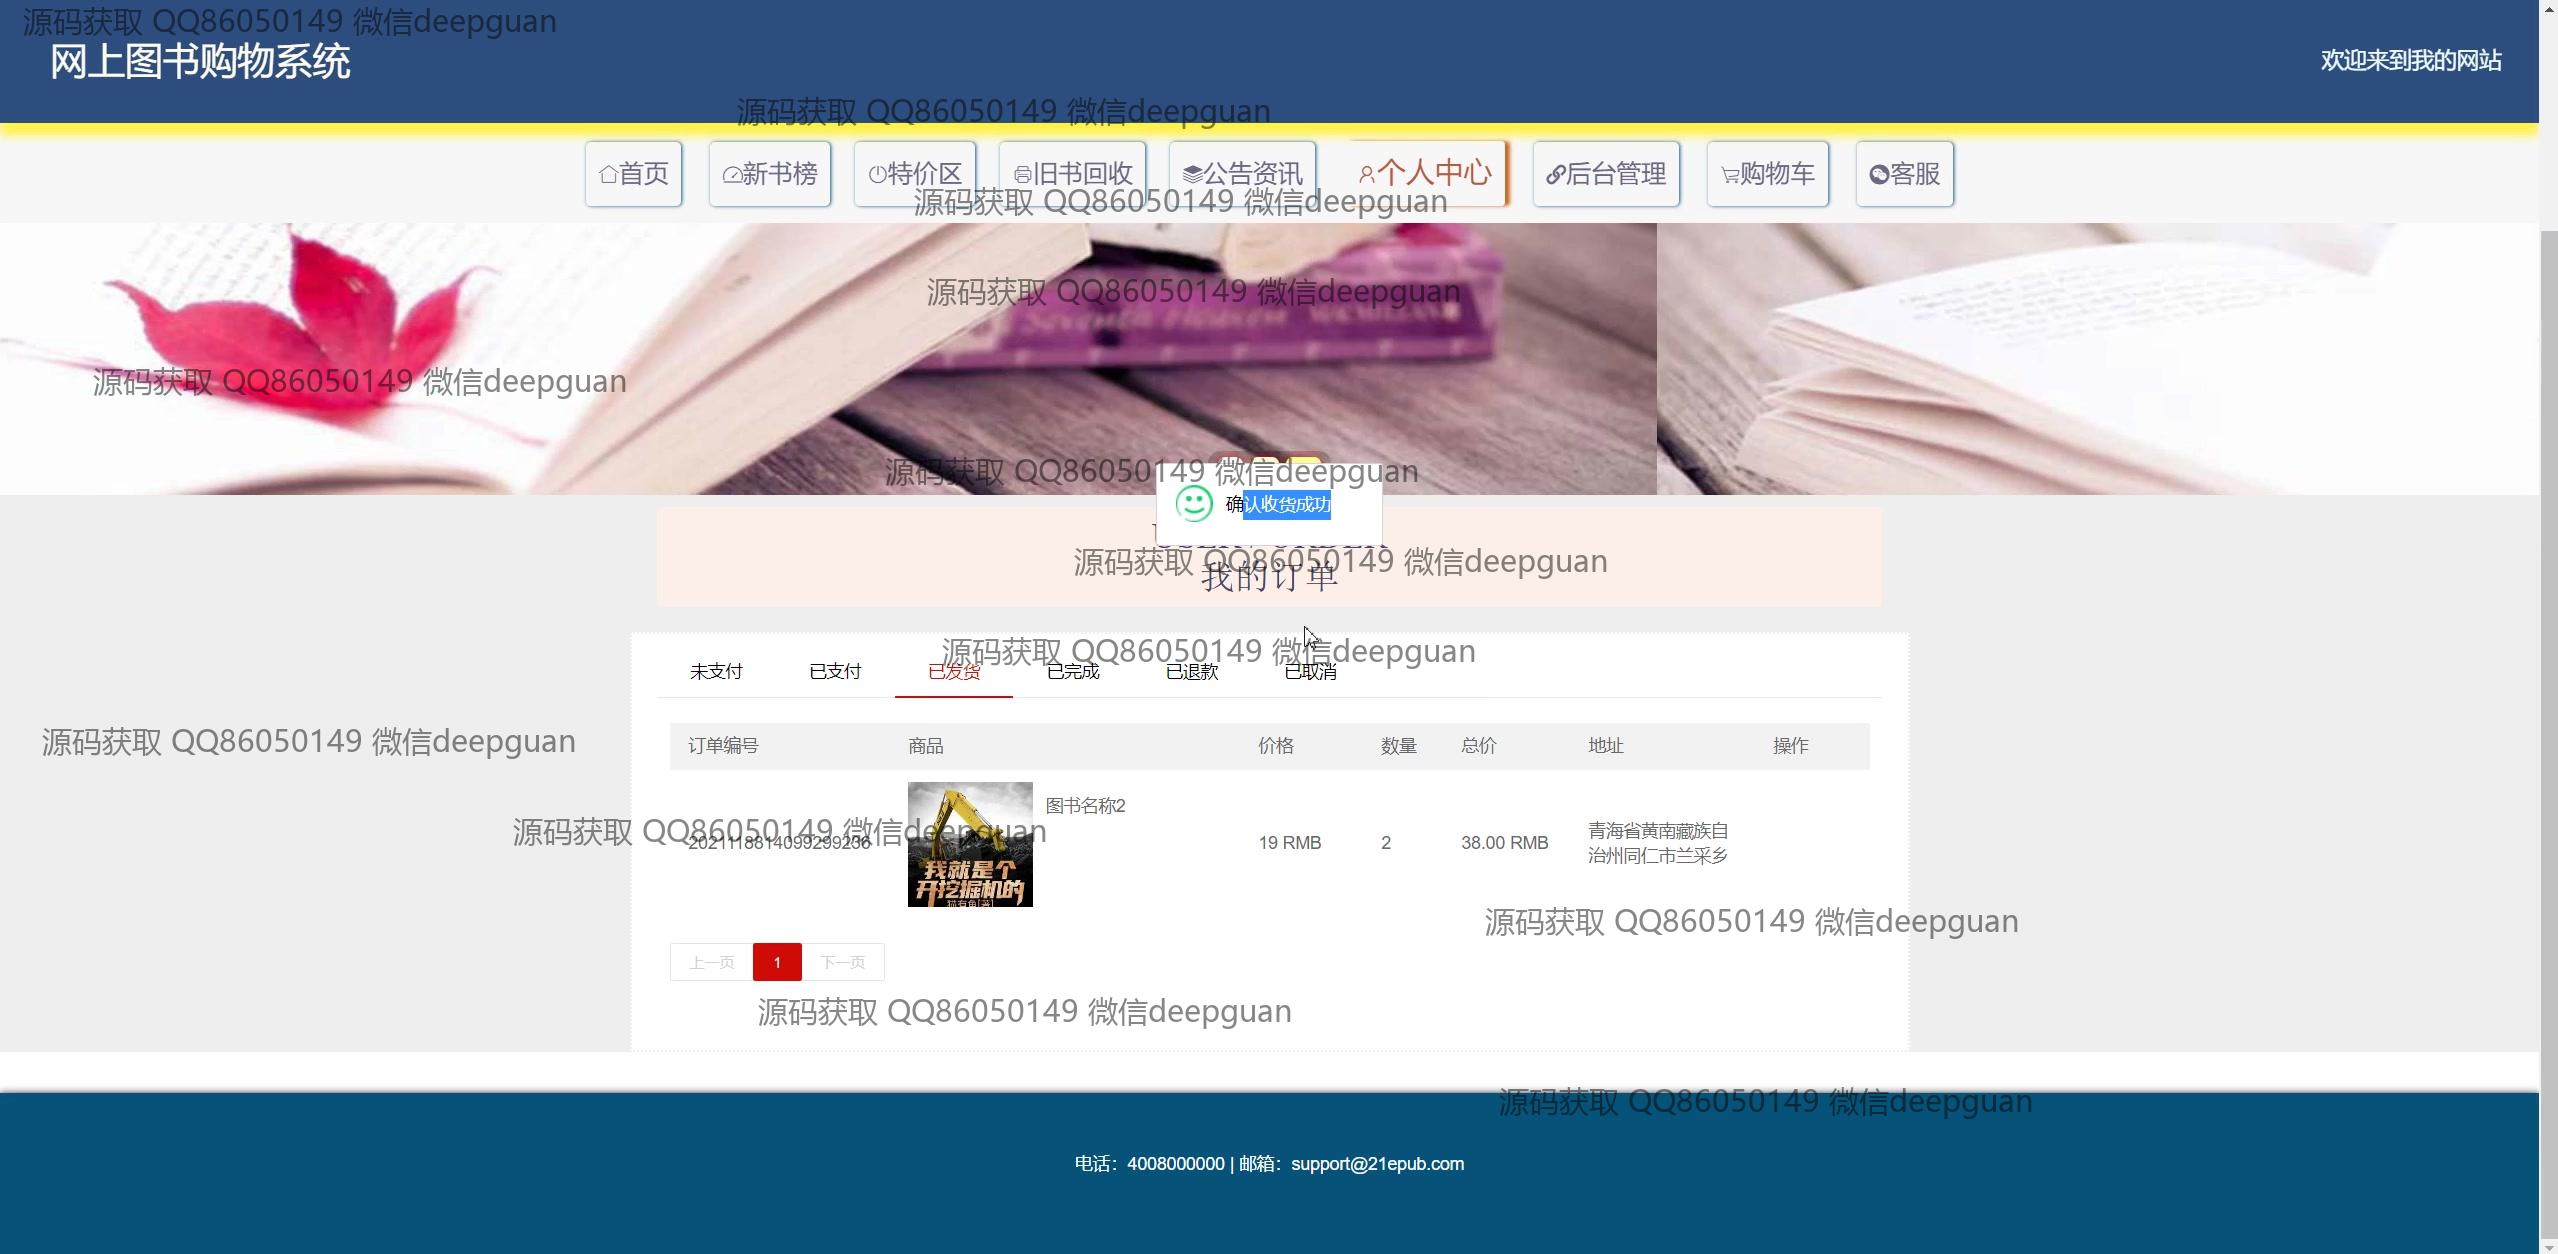 源码获取 QQ86050149 微信deepguan
网上图书购物系统
欢迎来到我的网站
源码获取 QQ86050149 微信deepguan
首页
新书榜
特价区
旧书回收
公告资讯
个人中心
后台管理
购物车
客服
源码获取 QQ86050149 微信deepguan
源码获取 QQ86050149 微信deepguan
源码获取 QQ86050149 微信deepguan
源码获取 QQ86050149 微信deepguan
确认收货成功
源码获取 QQ86050149 微信deepguan
我的订单
源码获取 QQ86050149 微信deepguan
未支付
已支付
已发货
已完成
已退款
已取消
源码获取 QQ86050149 微信deepguan
订单编号
商品
价格
数量
总价
地址
操作
图书名称2
源码获取 QQ86050149 微信deepguan
2021118814099299236
19 RMB
2
38.00 RMB
青海省黄南藏族自
治州同仁市兰采乡
我就是个
开挖掘机的
源码获取 QQ86050149 微信deepguan
上一页
1
下一页
源码获取 QQ86050149 微信deepguan
源码获取 QQ86050149 微信deepguan
电话：4008000000 | 邮箱：support@21epub.com